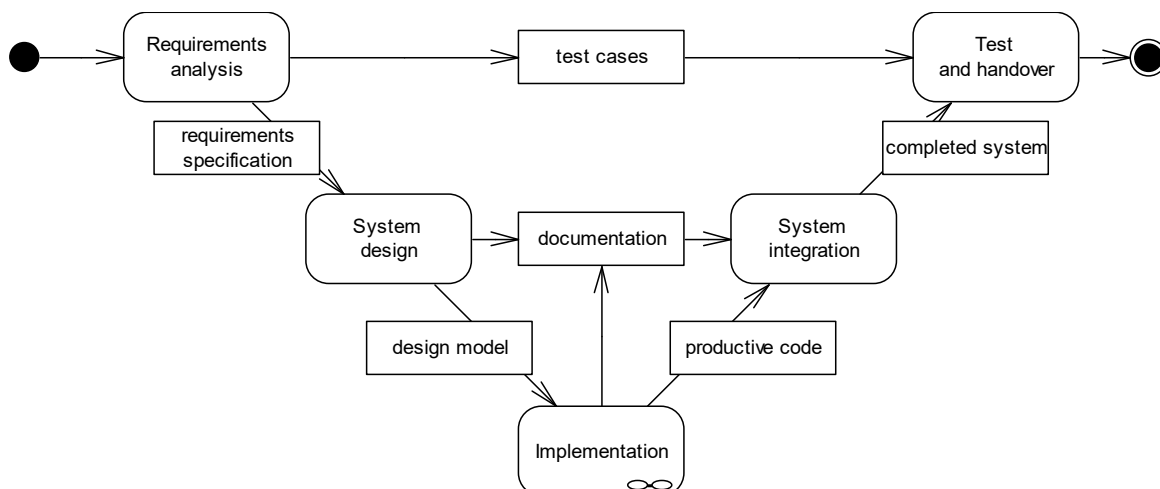 Requirements
analysis
test cases
Test
and handover
requirements
specification
completed system
System
design
documentation
System
integration
design model
productive code
Implementation